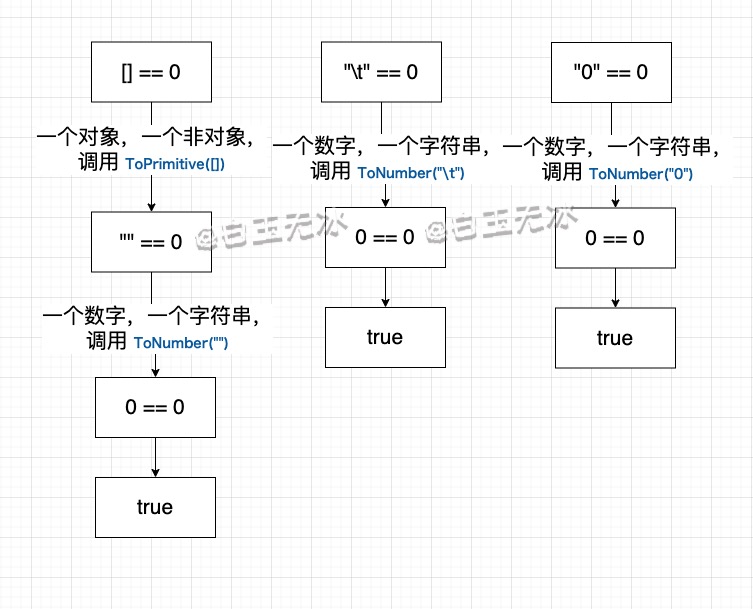 [] == 0
一个对象，一个非对象，
调用 ToPrimitive([])
"" == 0
一个数字，一个字符串，
调用 ToNumber("")
0 == 0
true
"\t" == 0
一个数字，一个字符串，
调用 ToNumber("\t")
0 == 0
true
"0" == 0
一个数字，一个字符串，
调用 ToNumber("0")
0 == 0
true
@白玉无冰
@白玉无冰